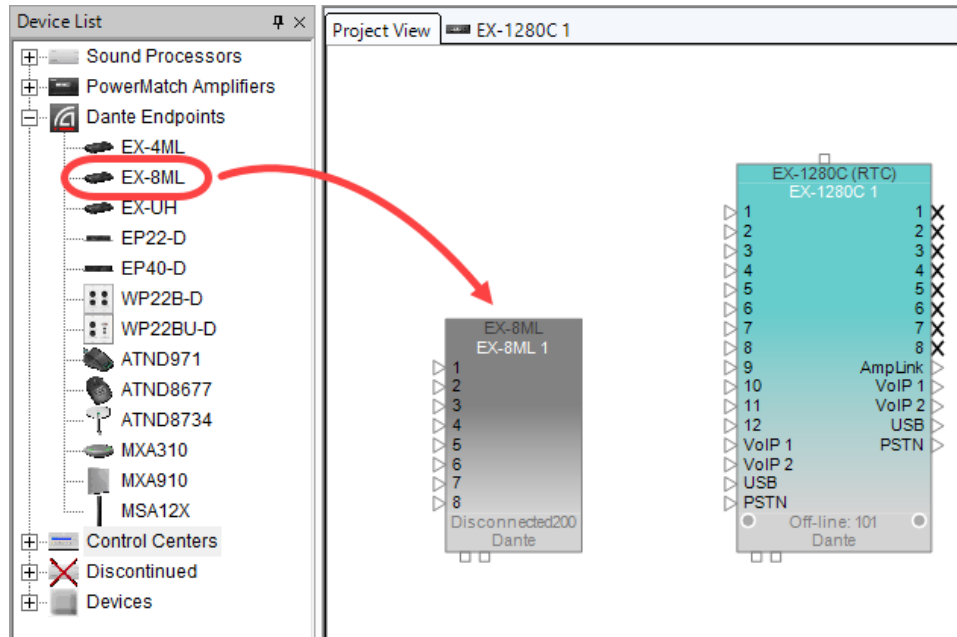 Device List
Sound Processors
PowerMatch Amplifiers
Dante Endpoints
EX-4ML
EX-8ML
EX-UH
EP22-D
EP40-D
WP22B-D
WP22BU-D
ATND971
ATND8677
ATND8734
MXA310
MXA910
MSA12X
Control Centers
Discontinued
Devices
Project View
EX-1280C 1
EX-8ML
EX-8ML 1
1
2
3
4
5
6
7
8
Disconnected200
Dante
EX-1280C (RTC)
EX-1280C 1
1 1
2 2
3 3
4 4
5 5
6 6
7 7
8 8
9 AmpLink
10 VoIP 1
11 VoIP 2
12 USB
VoIP 1 PSTN
VoIP 2
USB
PSTN
Off-line: 101
Dante